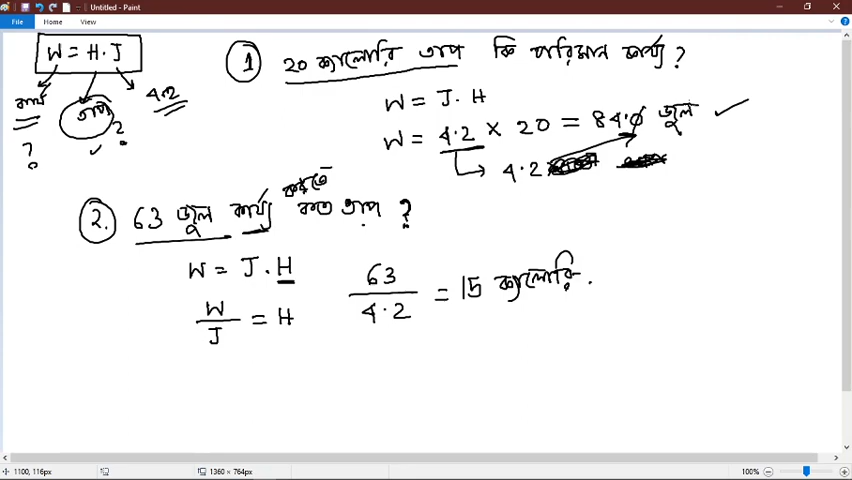 Untitled - Paint
File Home View
W = H · J
কার্য তাপ 4.2
? ?
1 20 ক্যালোরি তাপ কি পরিমান কার্য্য ?
W = J · H
W = 4.2 × 20 = 84.0 জুল
4.2
2. 63 জুল কার্য্য করতে কত তাপ ?
W = J · H
W/J = H
63/4.2 = 15 ক্যালোরি.
1100, 116px 1360 × 764px 100%